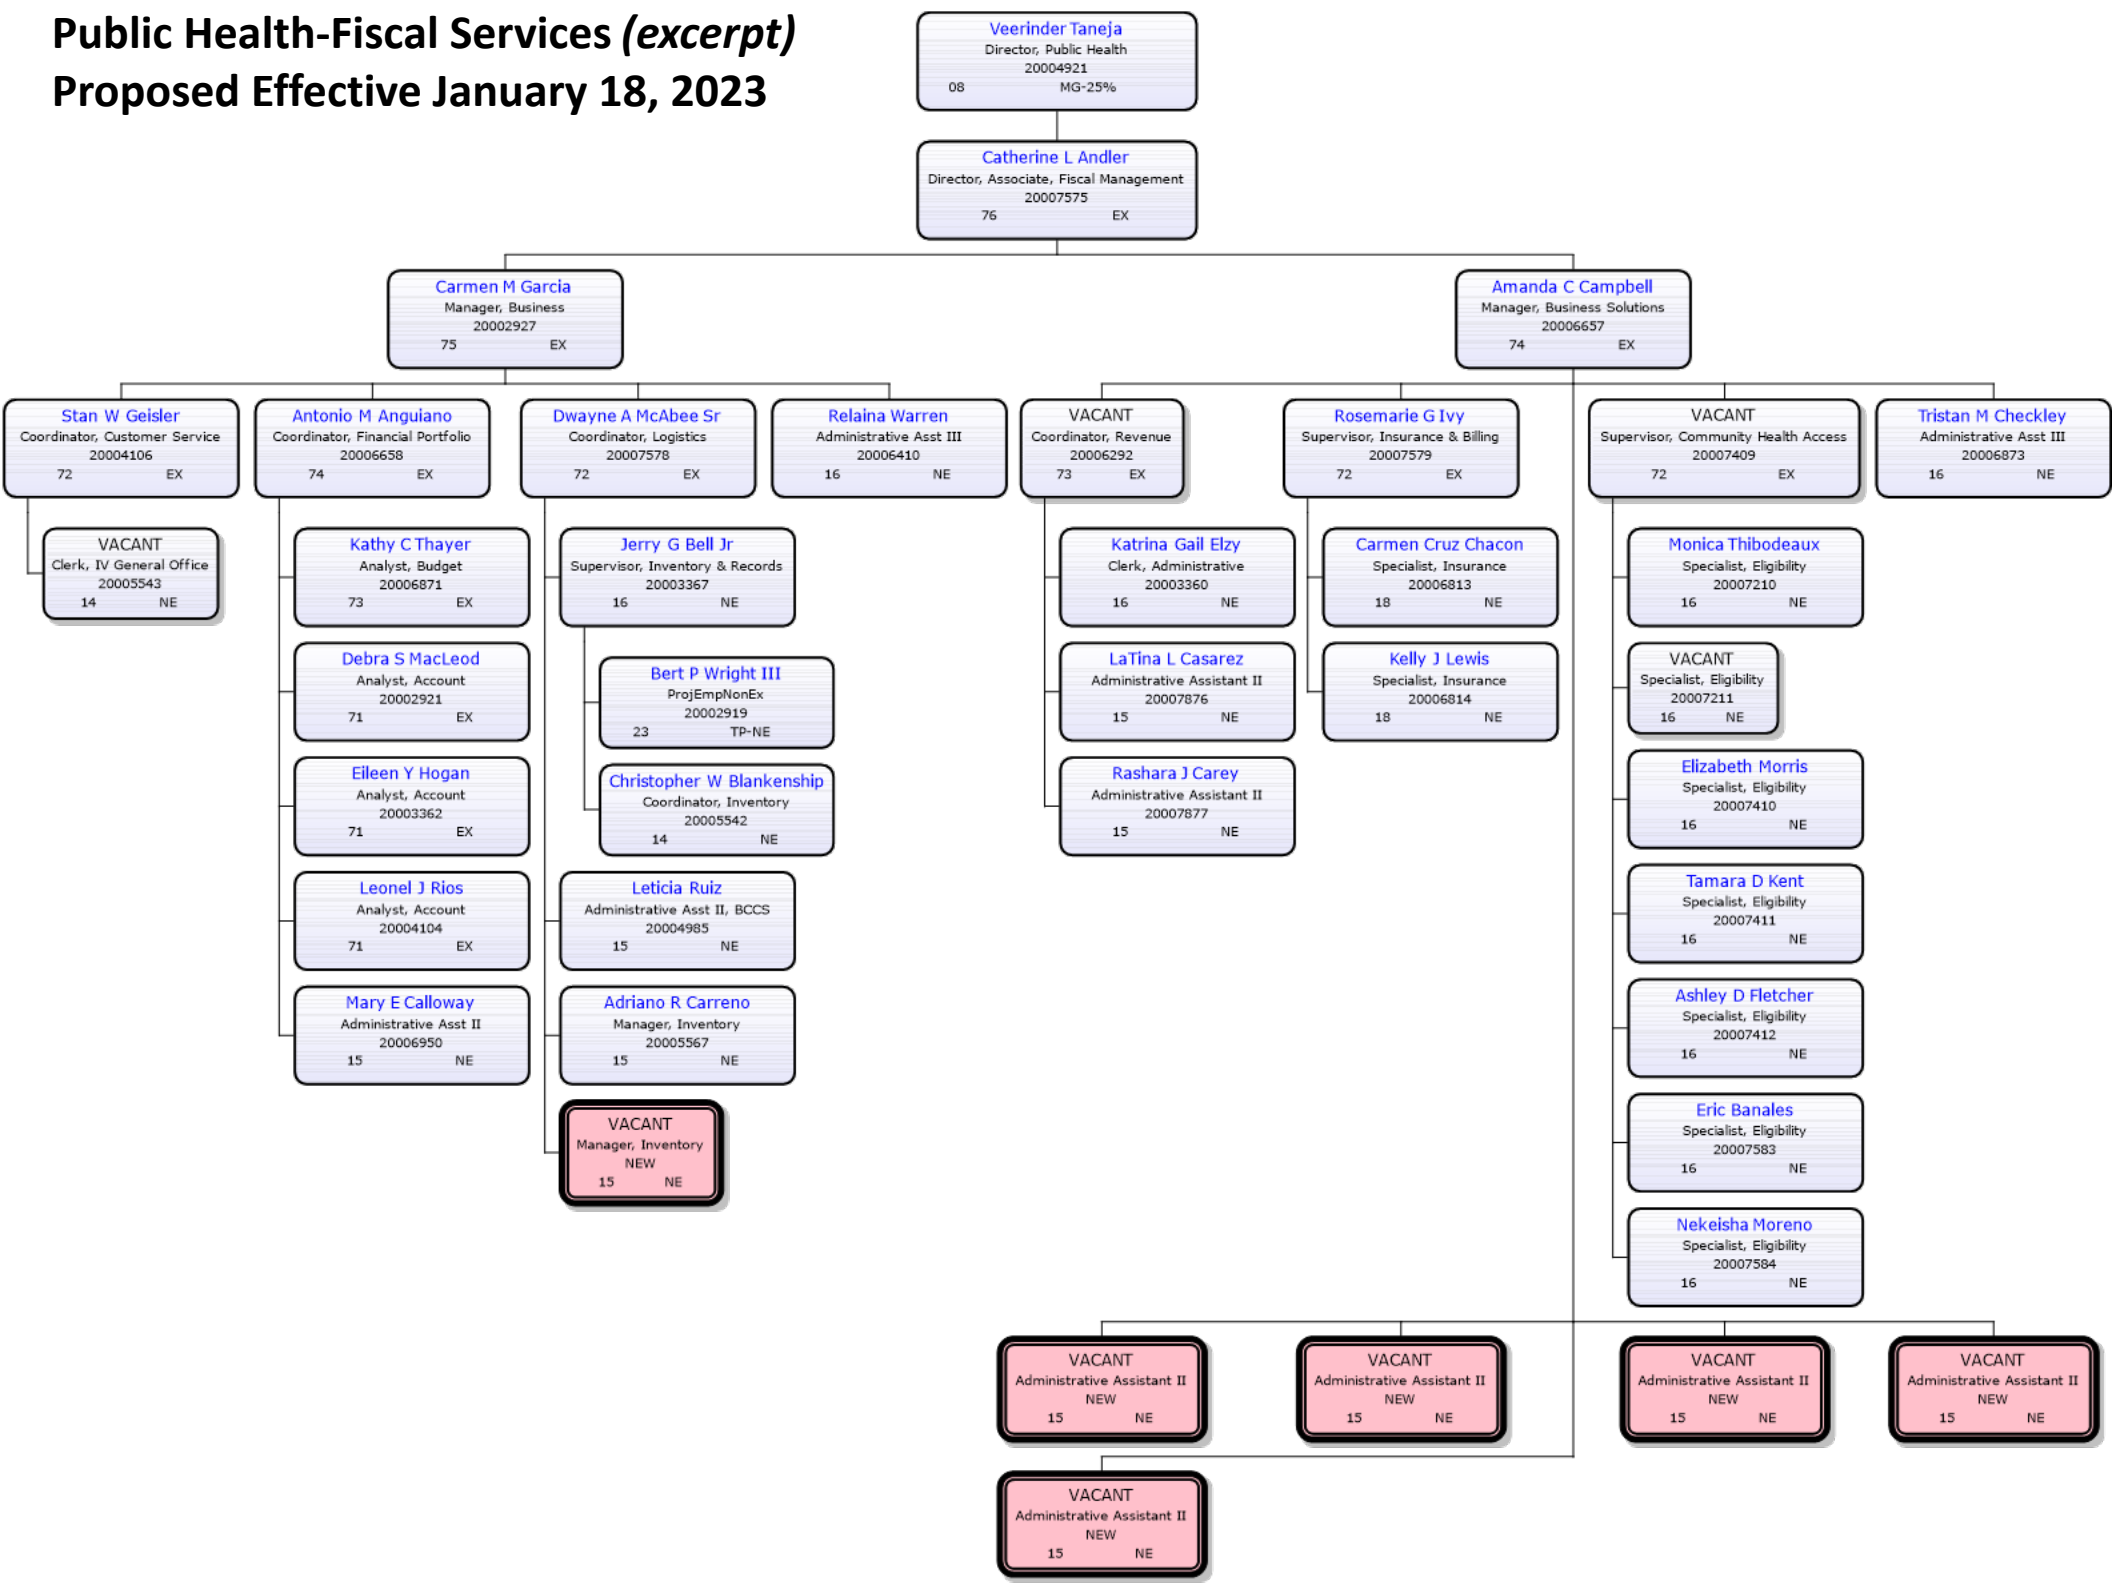 Public Health-Fiscal Services (excerpt)
Proposed Effective January 18, 2023
Veerinder Taneja
Director, Public Health
20004921
08 MG-25%
Catherine L Andler
Director, Associate, Fiscal Management
20007575
76 EX
Carmen M Garcia
Manager, Business
20002927
75 EX
Amanda C Campbell
Manager, Business Solutions
20006657
74 EX
Stan W Geisler
Coordinator, Customer Service
20004106
72 EX
Antonio M Anguiano
Coordinator, Financial Portfolio
20006658
74 EX
Dwayne A McAbee Sr
Coordinator, Logistics
20007578
72 EX
Relaina Warren
Administrative Asst III
20006410
16 NE
VACANT
Coordinator, Revenue
20006292
73 EX
Rosemarie G Ivy
Supervisor, Insurance & Billing
20007579
72 EX
VACANT
Supervisor, Community Health Access
20007409
72 EX
Tristan M Checkley
Administrative Asst III
20006873
16 NE
VACANT
Clerk, IV General Office
20005543
14 NE
Kathy C Thayer
Analyst, Budget
20006871
73 EX
Debra S MacLeod
Analyst, Account
20002921
71 EX
Eileen Y Hogan
Analyst, Account
20003362
71 EX
Leonel J Rios
Analyst, Account
20004104
71 EX
Mary E Calloway
Administrative Asst II
20006950
15 NE
Jerry G Bell Jr
Supervisor, Inventory & Records
20003367
16 NE
Bert P Wright III
ProjEmpNonEx
20002919
23 TP-NE
Christopher W Blankenship
Coordinator, Inventory
20005542
14 NE
Leticia Ruiz
Administrative Asst II, BCCS
20004985
15 NE
Adriano R Carreno
Manager, Inventory
20005567
15 NE
VACANT
Manager, Inventory
NEW
15 NE
Katrina Gail Elzy
Clerk, Administrative
20003360
16 NE
LaTina L Casarez
Administrative Assistant II
20007876
15 NE
Rashara J Carey
Administrative Assistant II
20007877
15 NE
Carmen Cruz Chacon
Specialist, Insurance
20006813
18 NE
Kelly J Lewis
Specialist, Insurance
20006814
18 NE
Monica Thibodeaux
Specialist, Eligibility
20007210
16 NE
VACANT
Specialist, Eligibility
20007211
16 NE
Elizabeth Morris
Specialist, Eligibility
20007410
16 NE
Tamara D Kent
Specialist, Eligibility
20007411
16 NE
Ashley D Fletcher
Specialist, Eligibility
20007412
16 NE
Eric Banales
Specialist, Eligibility
20007583
16 NE
Nekeisha Moreno
Specialist, Eligibility
20007584
16 NE
VACANT
Administrative Assistant II
NEW
15 NE
VACANT
Administrative Assistant II
NEW
15 NE
VACANT
Administrative Assistant II
NEW
15 NE
VACANT
Administrative Assistant II
NEW
15 NE
VACANT
Administrative Assistant II
NEW
15 NE